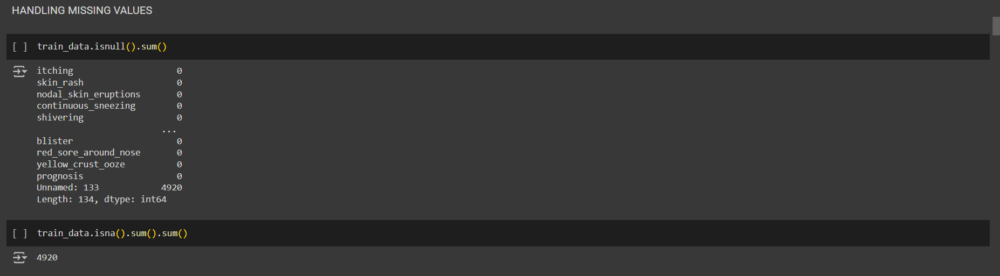 HANDLING MISSING VALUES
[ ] train_data.isnull().sum()
itching 0
skin_rash 0
nodal_skin_eruptions 0
continuous_sneezing 0
shivering 0
...
blister 0
red_sore_around_nose 0
yellow_crust_ooze 0
prognosis 0
Unnamed: 133 4920
Length: 134, dtype: int64
[ ] train_data.isna().sum().sum()
4920